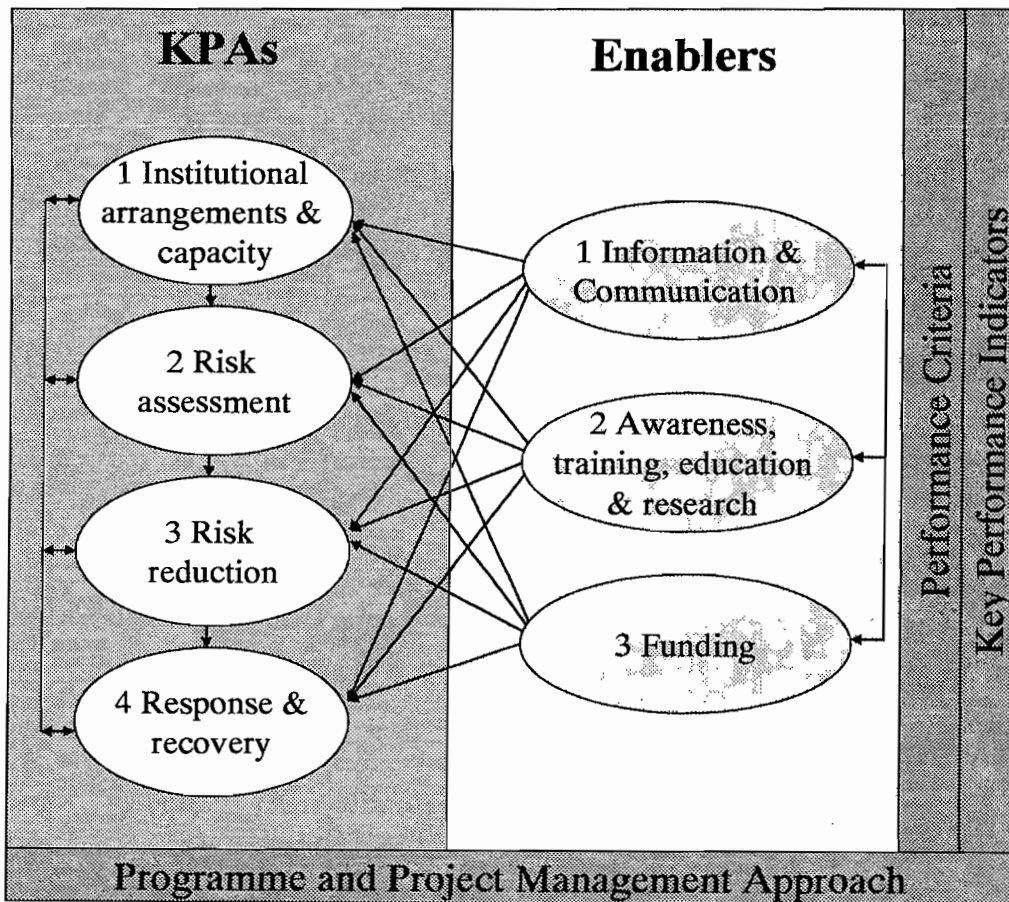 KPAs
1 Institutional
arrangements &
capacity
2 Risk
assessment
3 Risk
reduction
4 Response &
recovery
Enablers
1 Information &
Communication
2 Awareness,
training, education
& research
3 Funding
Performance Criteria
Key Performance Indicators
Programme and Project Management Approach